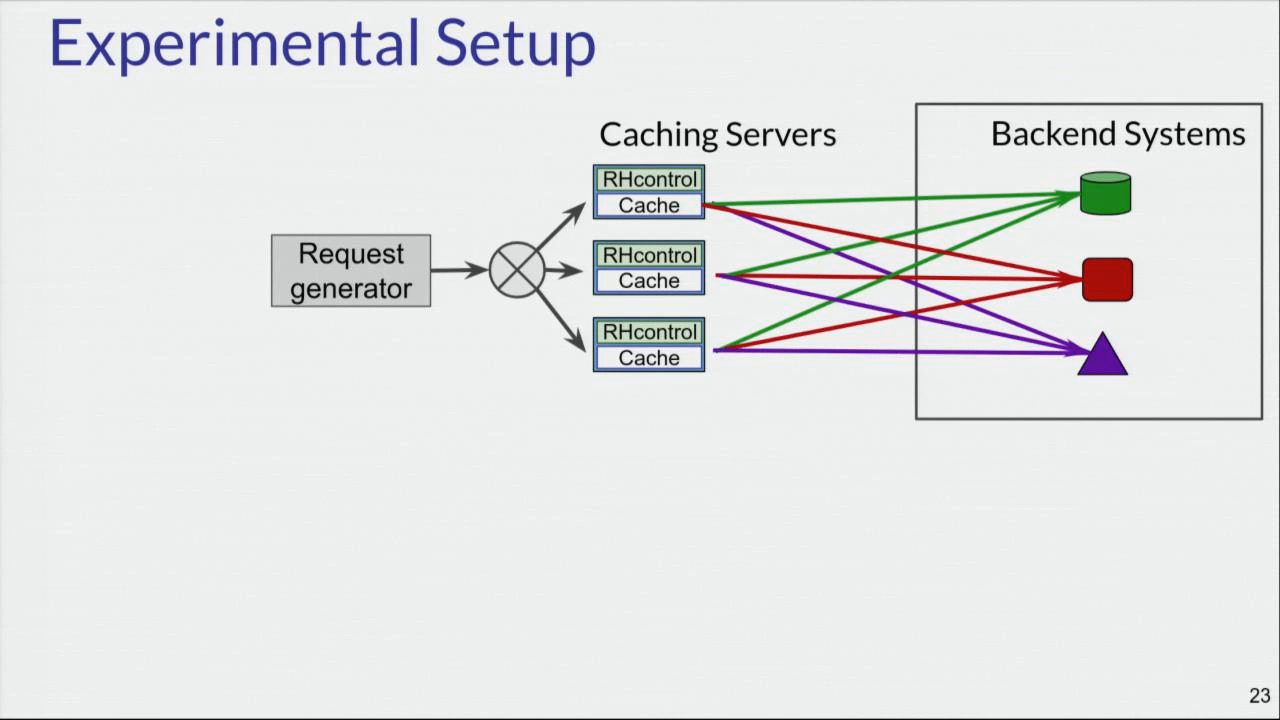 Experimental Setup
Caching Servers
Backend Systems
RHcontrol
Cache
Request
generator
RHcontrol
Cache
RHcontrol
Cache
23